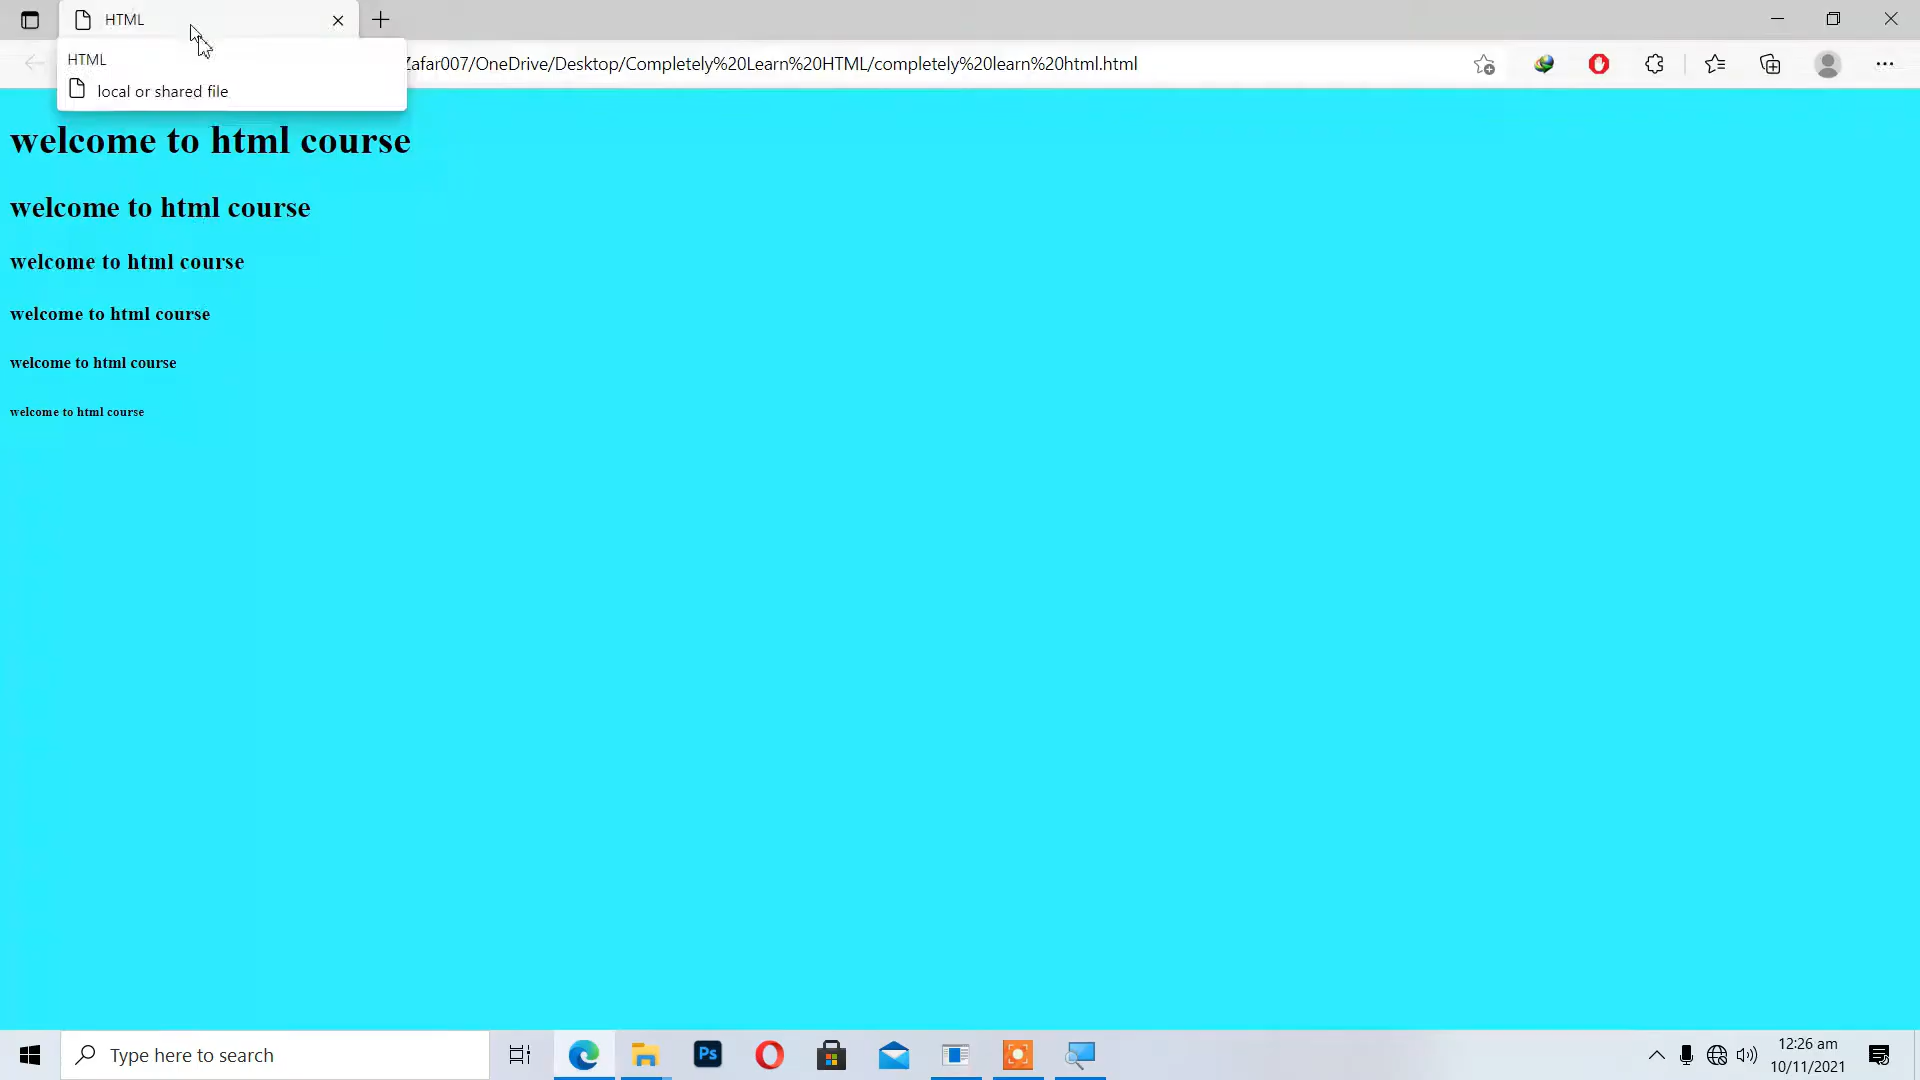 HTML
HTML
local or shared file
Zafar007/OneDrive/Desktop/Completely%20Learn%20HTML/completely%20learn%20html.html
welcome to html course
welcome to html course
welcome to html course
welcome to html course
welcome to html course
welcome to html course
Type here to search
Ps
12:26 am
10/11/2021